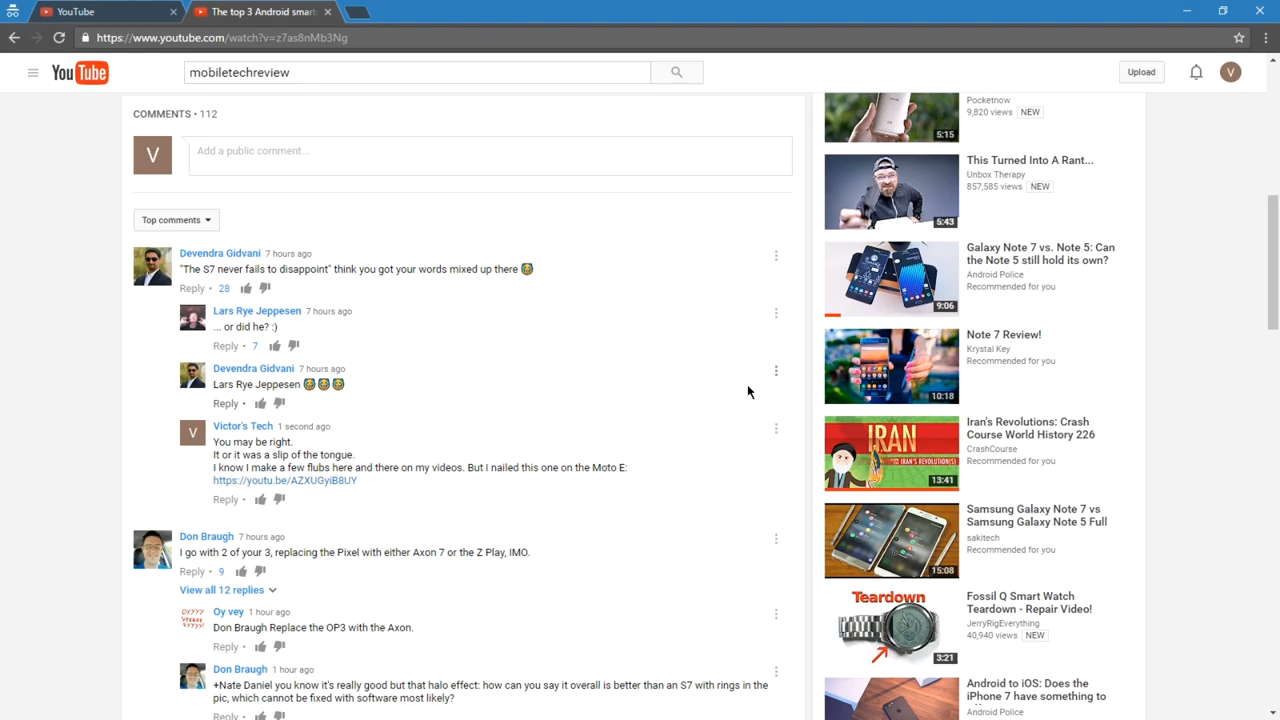 YouTube
The top 3 Android smart
https://www.youtube.com/watch?v=z7as8nMb3Ng
YouTube
mobiletechreview
Upload
V
COMMENTS • 112
V
Add a public comment...
Top comments
Devendra Gidvani 7 hours ago
"The S7 never fails to disappoint" think you got your words mixed up there
Reply • 28
Lars Rye Jeppesen 7 hours ago
... or did he? :)
Reply • 7
Devendra Gidvani 7 hours ago
Lars Rye Jeppesen
Reply •
V
Victor's Tech 1 second ago
You may be right.
It or it was a slip of the tongue.
I know I make a few flubs here and there on my videos. But I nailed this one on the Moto E:
https://youtu.be/AZXUGyiB8UY
Reply •
Don Braugh 7 hours ago
I go with 2 of your 3, replacing the Pixel with either Axon 7 or the Z Play, IMO.
Reply • 9
View all 12 replies
Oy vey 1 hour ago
Don Braugh Replace the OP3 with the Axon.
Reply •
Don Braugh 1 hour ago
+Nate Daniel you know it's really good but that halo effect: how can you say it overall is better than an S7 with rings in the
pic, which cannot be fixed with software most likely?
Reply •
Pocketnow
9,820 views NEW
5:15
This Turned Into A Rant...
Unbox Therapy
857,585 views NEW
5:43
Galaxy Note 7 vs. Note 5: Can
the Note 5 still hold its own?
Android Police
Recommended for you
9:06
Note 7 Review!
Krystal Key
Recommended for you
10:18
IRAN
Iran's Revolutions: Crash
Course World History 226
CrashCourse
Recommended for you
13:41
Samsung Galaxy Note 7 vs
Samsung Galaxy Note 5 Full
sakitech
Recommended for you
15:08
Teardown
Fossil Q Smart Watch
Teardown - Repair Video!
JerryRigEverything
40,940 views NEW
3:21
Android to iOS: Does the
iPhone 7 have something to
Android Police